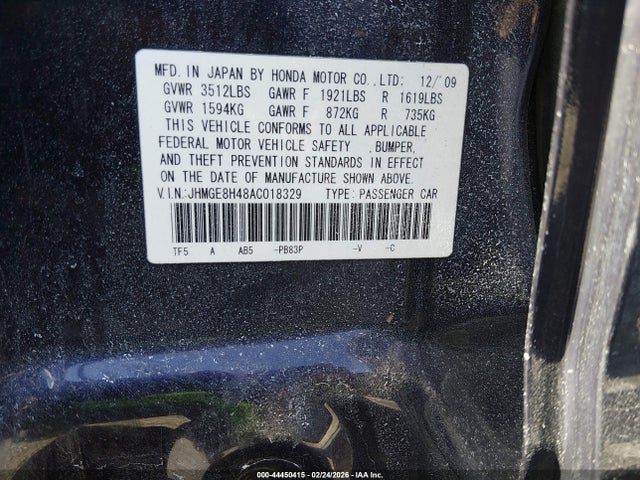 MFD. IN JAPAN BY HONDA MOTOR CO., LTD: 12/'09
GVWR 3512LBS GAWR F 1921LBS R 1619LBS
GVWR 1594KG GAWR F 872KG R 735KG
THIS VEHICLE CONFORMS TO ALL APPLICABLE
FEDERAL MOTOR VEHICLE SAFETY , BUMPER,
AND THEFT PREVENTION STANDARDS IN EFFECT
ON THE DATE OF MANUFACTURE SHOWN ABOVE.
V.I.N:JHMGE8H48AC018329 TYPE: PASSENGER CAR
TF5 A AB5 -PB83P -V -C
000-44450415 - 02/24/2026 - IAA Inc.